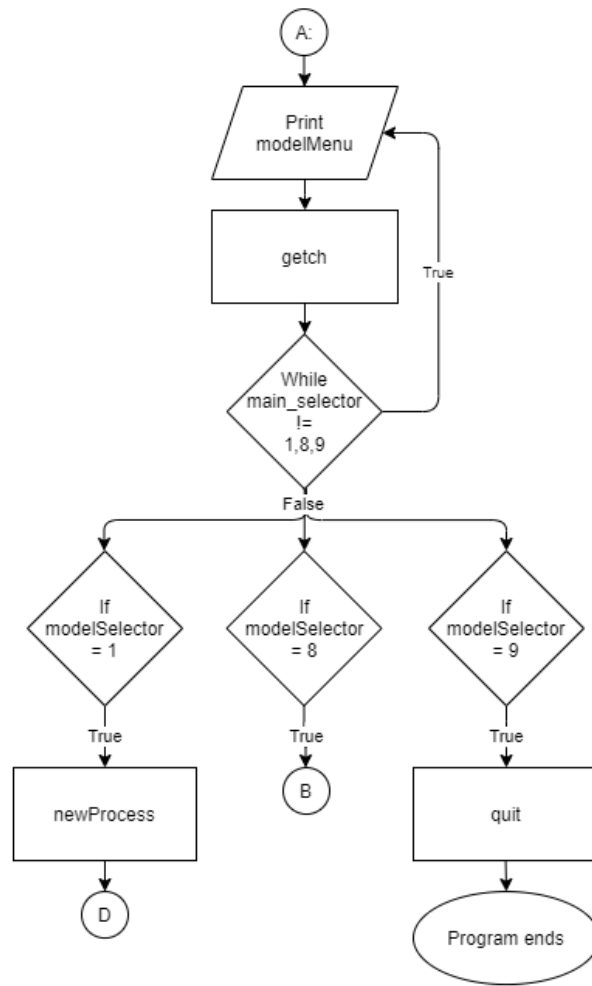 A:
Print
modelMenu
getch
True
While
main_selector
!=
1,8,9
False
If
modelSelector
= 1
If
modelSelector
= 8
If
modelSelector
= 9
True
True
True
newProcess
B
quit
D
Program ends